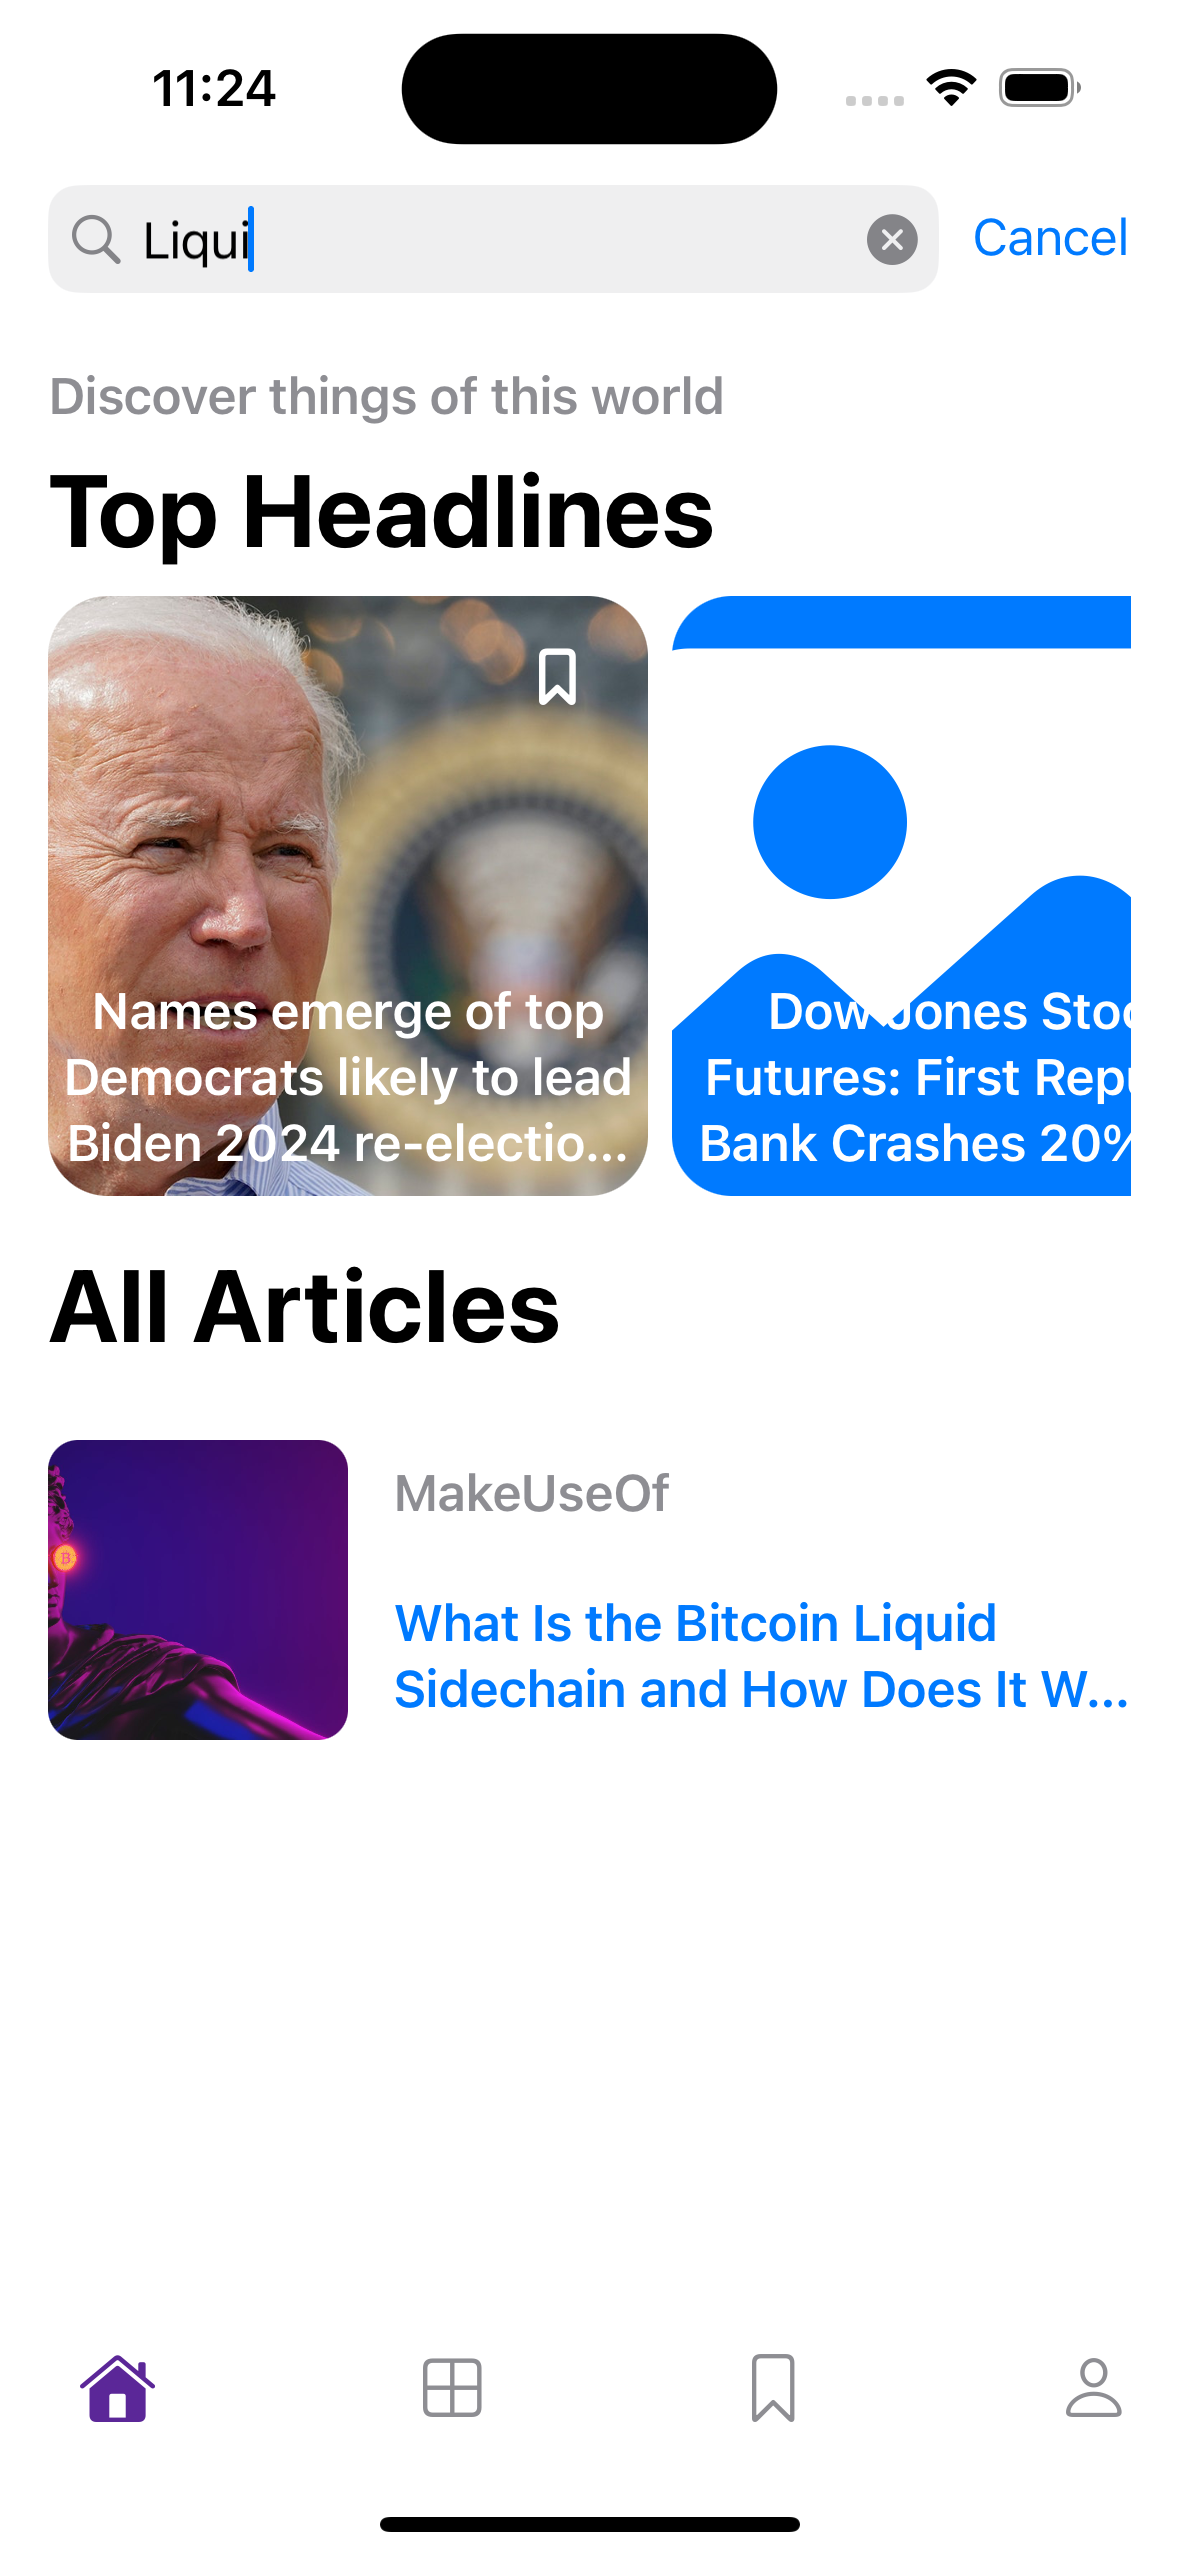 11:24
Liqui
Cancel
Discover things of this world
Top Headlines
Names emerge of top
Democrats likely to lead
Biden 2024 re-electio...
Dow Jones
Futures: First
Bank Crashes 20%
All Articles
MakeUseOf
What Is the Bitcoin Liquid
Sidechain and How Does It W...